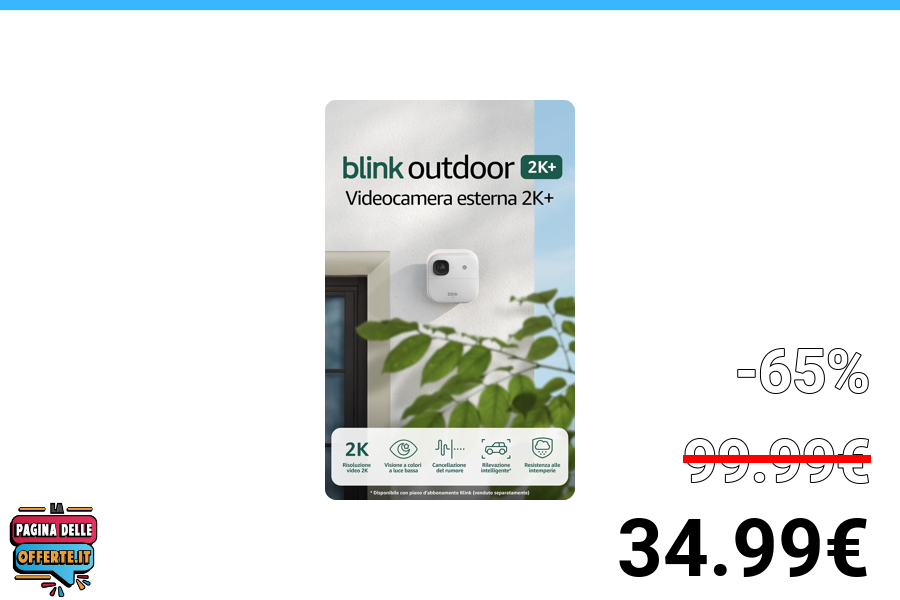 blink outdoor 2K+
Videocamera esterna 2K+
blink
2K
Risoluzione
video 2K
Visione a colori
a luce bassa
Cancellazione
del rumore
Rilevazione
intelligente*
Resistenza alle
intemperie
* Disponibile con piano d'abbonamento Blink (venduto separatamente)
-65%
99.99€
34.99€
LA
PAGINA DELLE
OFFERTE.IT